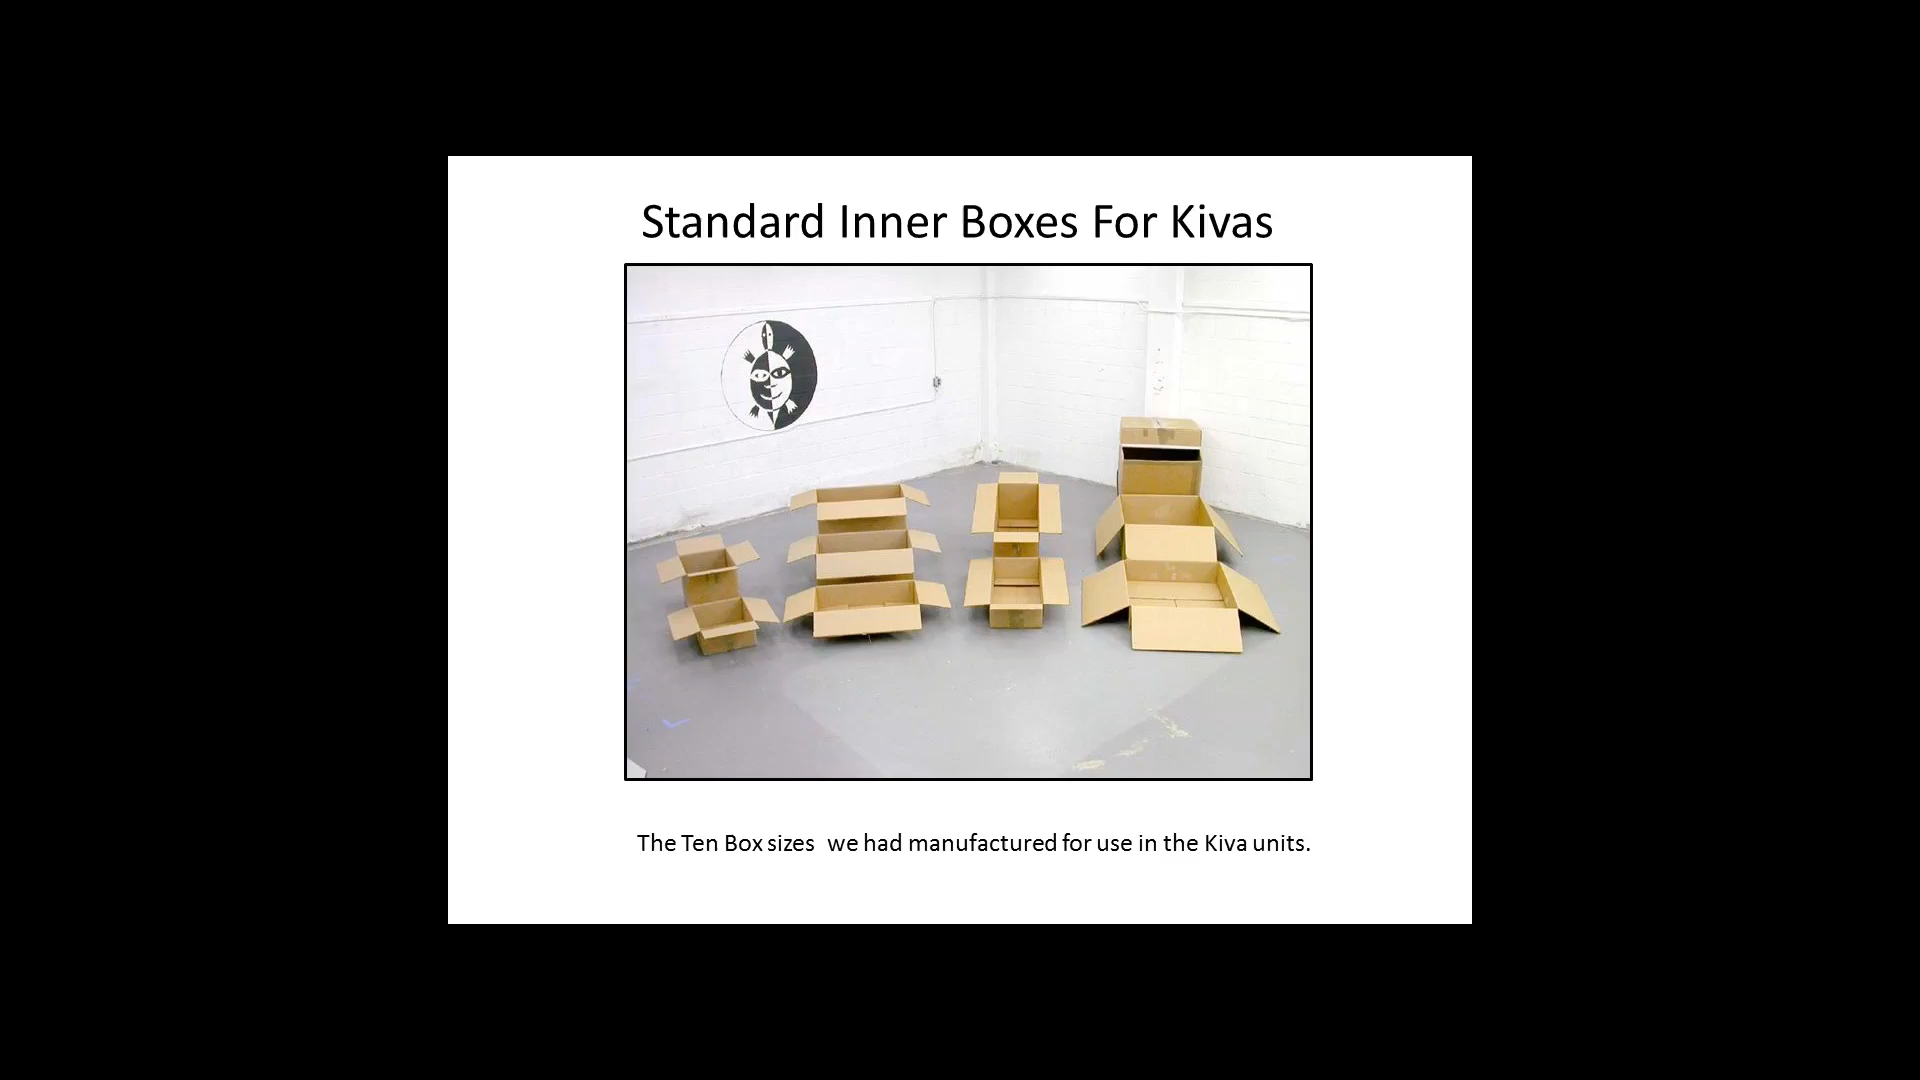 Standard Inner Boxes For Kivas
The Ten Box sizes  we had manufactured for use in the Kiva units.